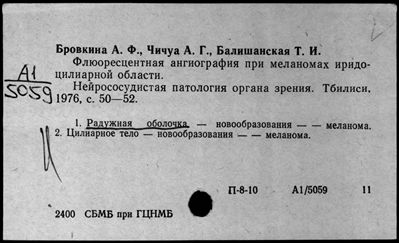 Бровкина А. Ф., Чичуа А. Г., Балишанская Т. И.
Флюоресцентная ангиография при меланомах иридо-
цилиарной области.
А1
5059
Нейрососудистая патология органа зрения. Тбилиси,
1976, с. 50—52.
1. Радужная оболочка — новообразования — — меланома.
2. Цилиарное тело — новообразования — — меланома.
П-8-10 А1/5059 11
2400 СБМБ при ГЦНМБ